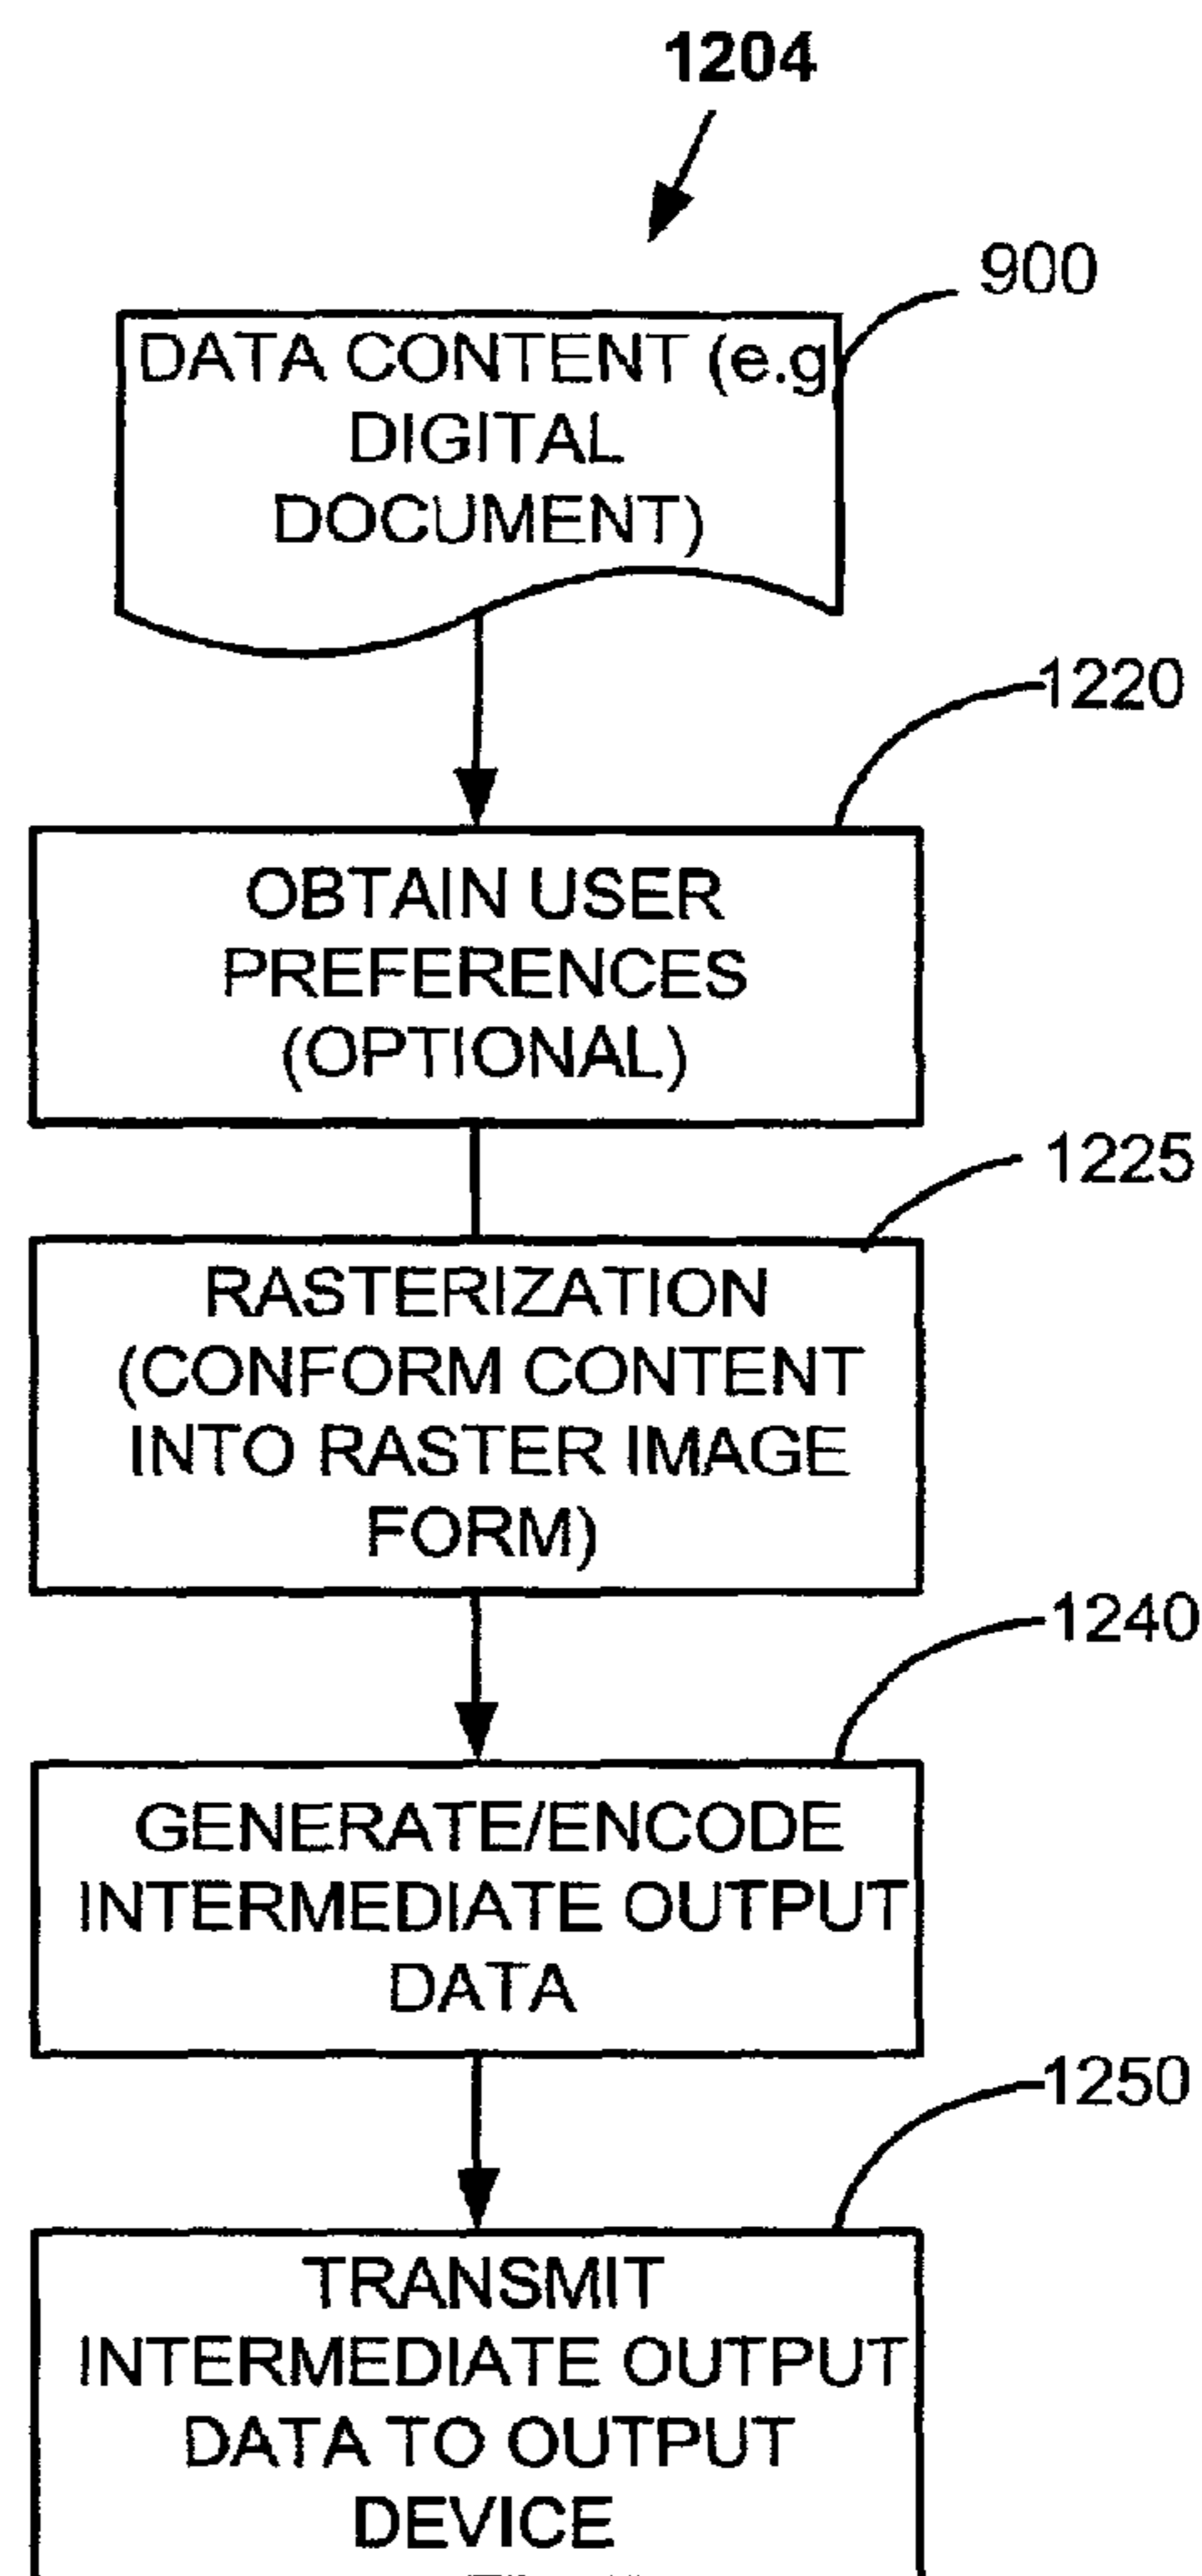 1204
900
DATA CONTENT (e.g
DIGITAL
DOCUMENT)
1220
OBTAIN USER
PREFERENCES
(OPTIONAL)
1225
RASTERIZATION
(CONFORM CONTENT
INTO RASTER IMAGE
FORM)
1240
GENERATE/ENCODE
INTERMEDIATE OUTPUT
DATA
1250
TRANSMIT
INTERMEDIATE OUTPUT
DATA TO OUTPUT
DEVICE